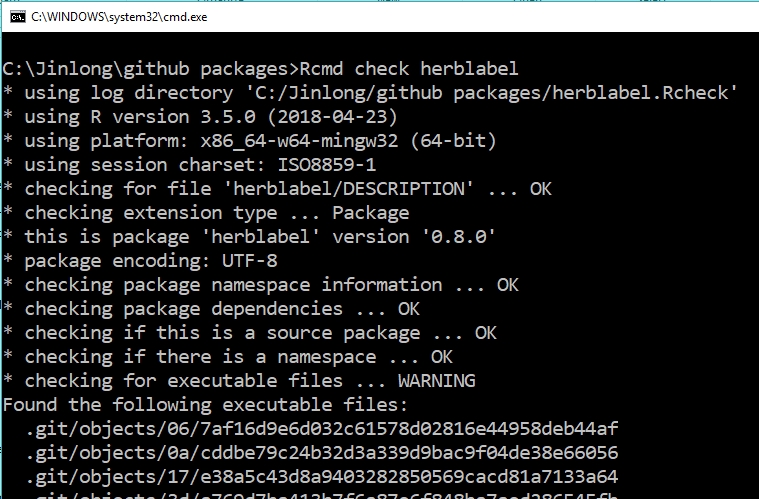 C:\WINDOWS\system32\cmd.exe
C:\Jinlong\github packages>Rcmd check herblabel
* using log directory 'C:/Jinlong/github packages/herblabel.Rcheck'
* using R version 3.5.0 (2018-04-23)
* using platform: x86_64-w64-mingw32 (64-bit)
* using session charset: ISO8859-1
* checking for file 'herblabel/DESCRIPTION' ... OK
* checking extension type ... Package
* this is package 'herblabel' version '0.8.0'
* package encoding: UTF-8
* checking package namespace information ... OK
* checking package dependencies ... OK
* checking if this is a source package ... OK
* checking if there is a namespace ... OK
* checking for executable files ... WARNING
Found the following executable files:
  .git/objects/06/7af16d9e6d032c61578d02816e44958deb44af
  .git/objects/0a/cddbe79c24b32d3a339d9bac9f04de38e66056
  .git/objects/17/e38a5c43d8a9403282850569cacd81a7133a64